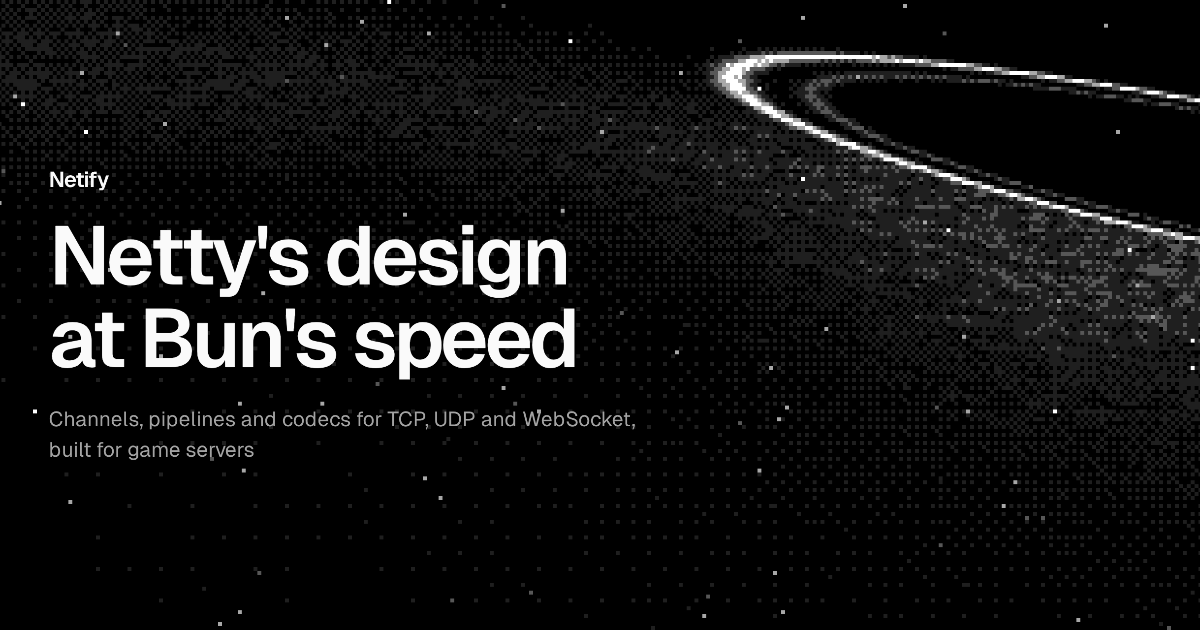 Netify
Netty's design
at Bun's speed
Channels, pipelines and codecs for TCP, UDP and WebSocket,
built for game servers